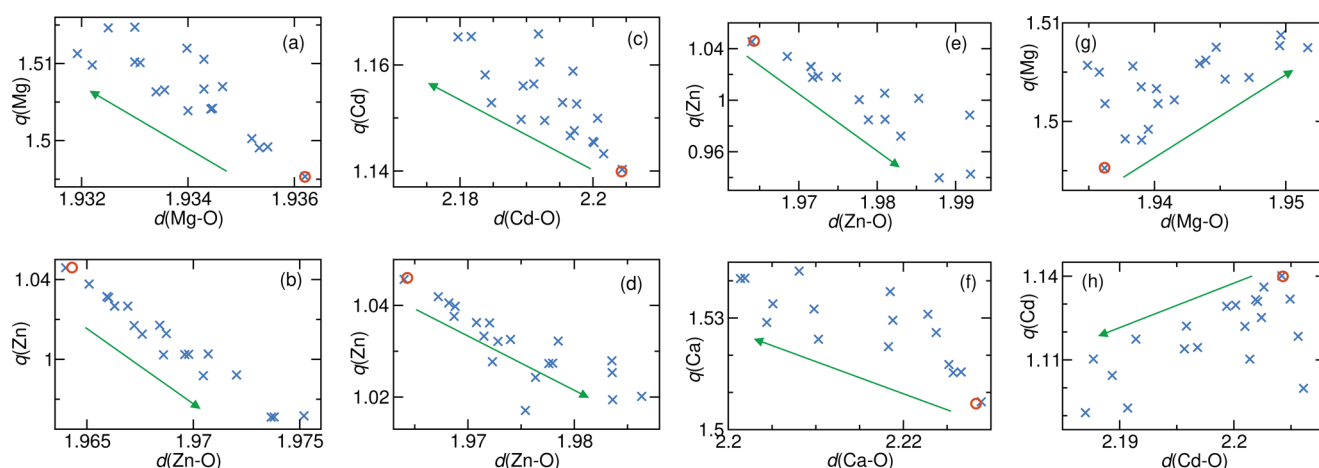 (a)
1.51
1.5
q(Mg)
1.932
1.934
1.936
d(Mg-O)
(c)
1.16
1.14
q(Cd)
2.18
2.2
d(Cd-O)
(e)
1.04
1
0.96
q(Zn)
1.97
1.98
1.99
d(Zn-O)
(g)
1.51
1.5
q(Mg)
1.94
1.95
d(Mg-O)
(b)
1.04
1
q(Zn)
1.965
1.97
1.975
d(Zn-O)
(d)
1.04
1.02
q(Zn)
1.97
1.98
d(Zn-O)
(f)
1.53
1.5
q(Ca)
2.2
2.22
d(Ca-O)
(h)
1.14
1.11
q(Cd)
2.19
2.2
d(Cd-O)